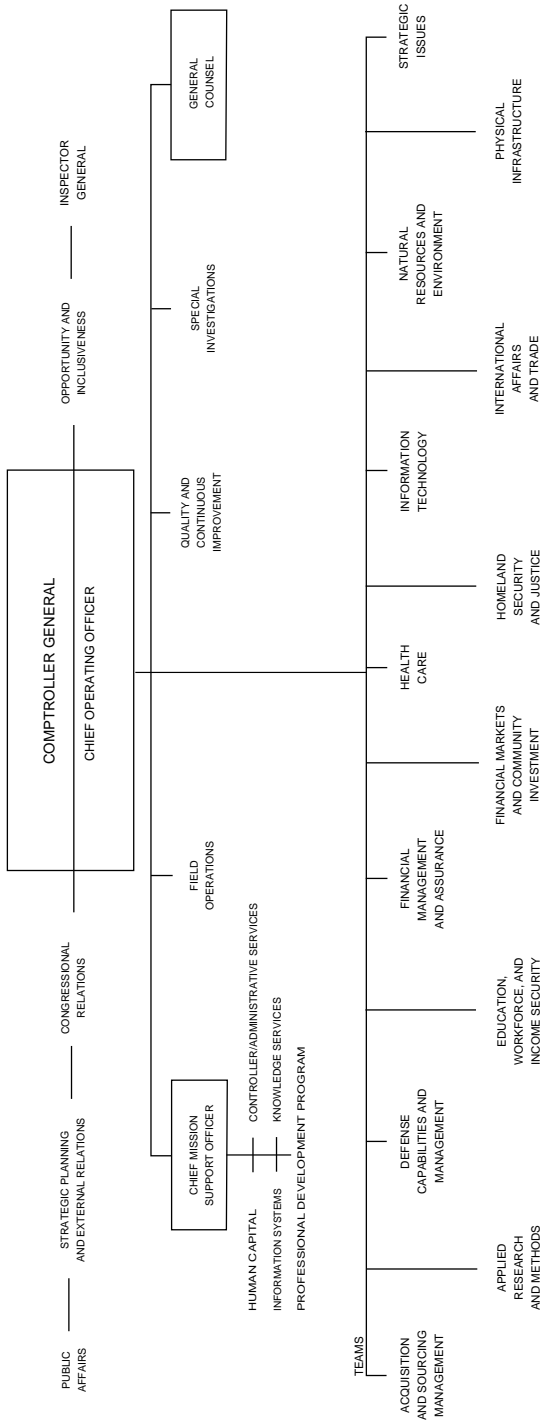 COMPTROLLER GENERAL
CHIEF OPERATING OFFICER
PUBLIC
AFFAIRS
STRATEGIC PLANNING
AND EXTERNAL RELATIONS
CONGRESSIONAL
RELATIONS
OPPORTUNITY AND
INCLUSIVENESS
INSPECTOR
GENERAL
CHIEF MISSION
SUPPORT OFFICER
FIELD
OPERATIONS
QUALITY AND
CONTINUOUS
IMPROVEMENT
SPECIAL
INVESTIGATIONS
GENERAL
COUNSEL
HUMAN CAPITAL
CONTROLLER/ADMINISTRATIVE SERVICES
INFORMATION SYSTEMS
KNOWLEDGE SERVICES
PROFESSIONAL DEVELOPMENT PROGRAM
TEAMS
ACQUISITION
AND SOURCING
MANAGEMENT
DEFENSE
CAPABILITIES AND
MANAGEMENT
FINANCIAL
MANAGEMENT
AND ASSURANCE
HEALTH
CARE
INFORMATION
TECHNOLOGY
NATURAL
RESOURCES AND
ENVIRONMENT
STRATEGIC
ISSUES
APPLIED
RESEARCH
AND METHODS
EDUCATION,
WORKFORCE, AND
INCOME SECURITY
FINANCIAL MARKETS
AND COMMUNITY
INVESTMENT
HOMELAND
SECURITY
AND JUSTICE
INTERNATIONAL
AFFAIRS
AND TRADE
PHYSICAL
INFRASTRUCTURE